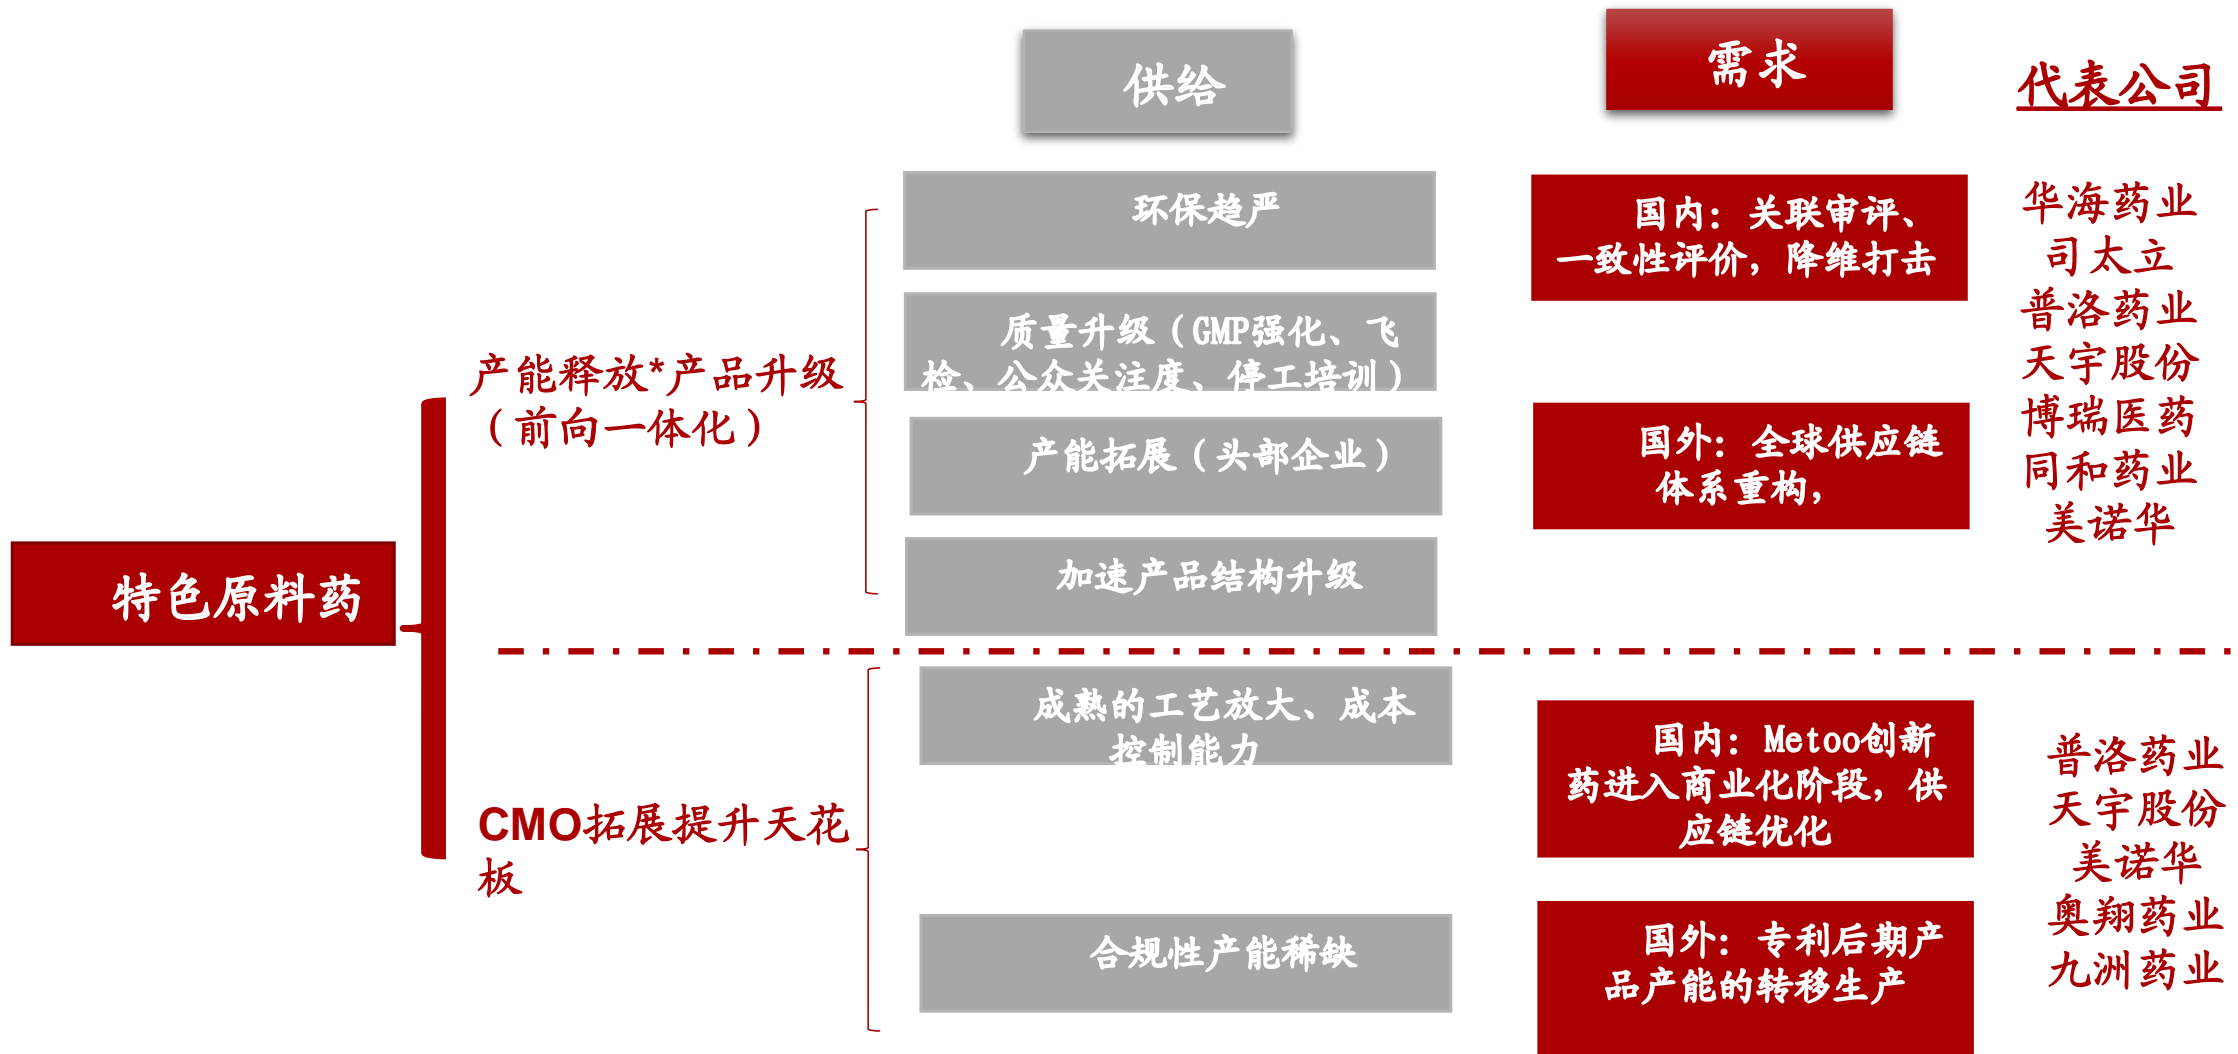 供给
需求
代表公司
特色原料药
产能释放*产品升级
（前向一体化）
环保趋严
质量升级（GMP强化、飞
检、公众关注度、停工培训）
产能拓展（头部企业）
加速产品结构升级
国内：关联审评、
一致性评价，降维打击
国外：全球供应链
体系重构，
华海药业
司太立
普洛药业
天宇股份
博瑞医药
同和药业
美诺华
CMO拓展提升天花
板
成熟的工艺放大、成本
控制能力
合规性产能稀缺
国内：Metoo创新
药进入商业化阶段，供
应链优化
国外：专利后期产
品产能的转移生产
普洛药业
天宇股份
美诺华
奥翔药业
九洲药业